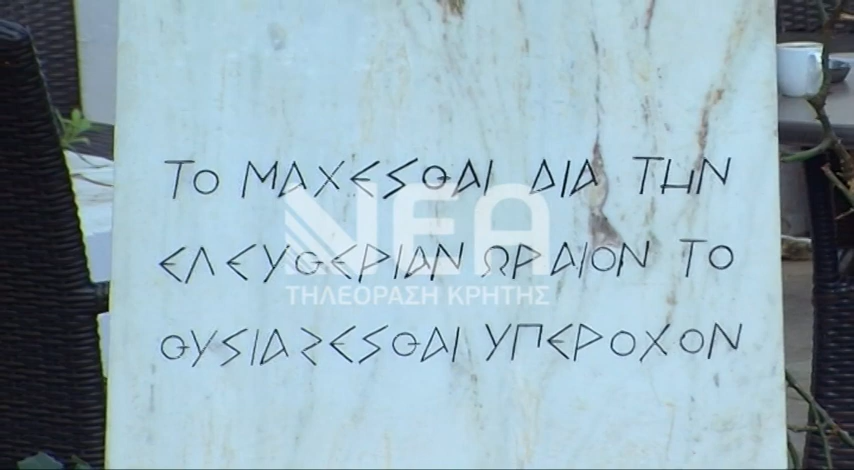 ΤΟ ΜΑΧΕΣΘΑΙ ΔΙΑ ΤΗΝ
ΕΛΕΥΘΕΡΙΑΝ ΩΡΑΙΟΝ ΤΟ
ΘΥΣΙΑΖΕΣΘΑΙ ΥΠΕΡΟΧΟΝ
ΝΕΑ
ΤΗΛΕΟΡΑΣΗ ΚΡΗΤΗΣ